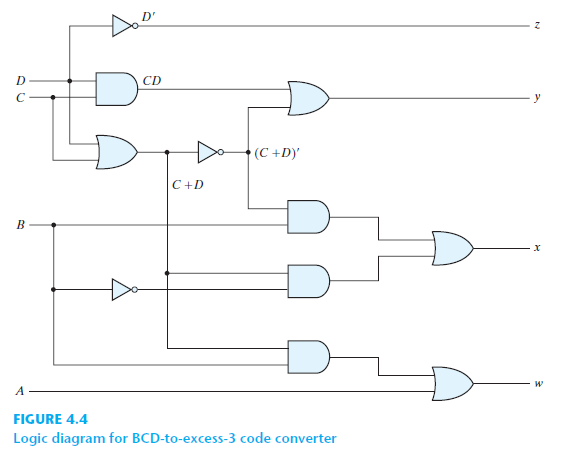 D'
z
D
CD
C
y
(C +D)'
C +D
B
x
A
w
FIGURE 4.4
Logic diagram for BCD-to-excess-3 code converter